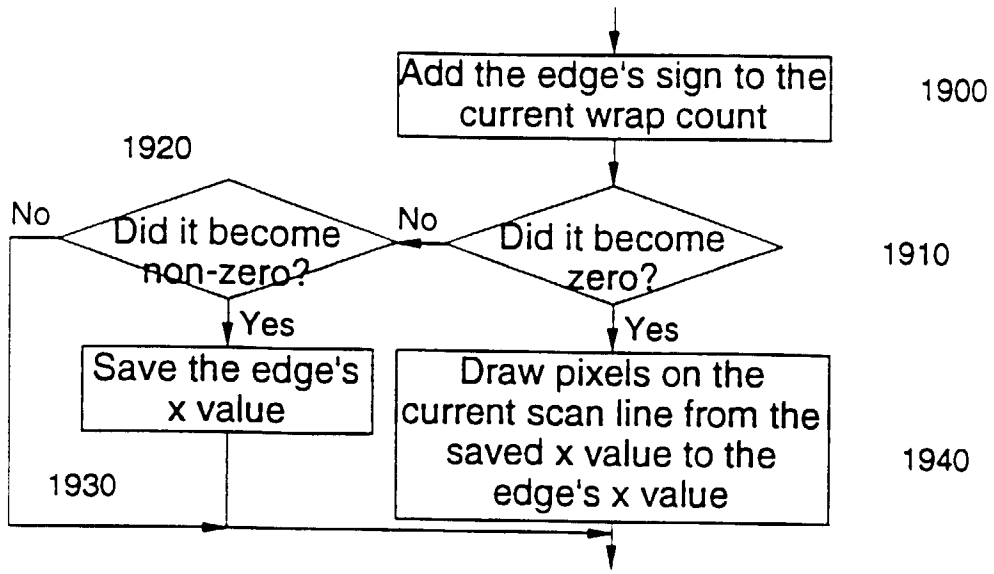 Add the edge's sign to the
current wrap count
1900
1920
No
Did it become
non-zero?
No
Did it become
zero?
1910
Yes
Yes
Save the edge's
x value
Draw pixels on the
current scan line from the
saved x value to the
edge's x value
1940
1930